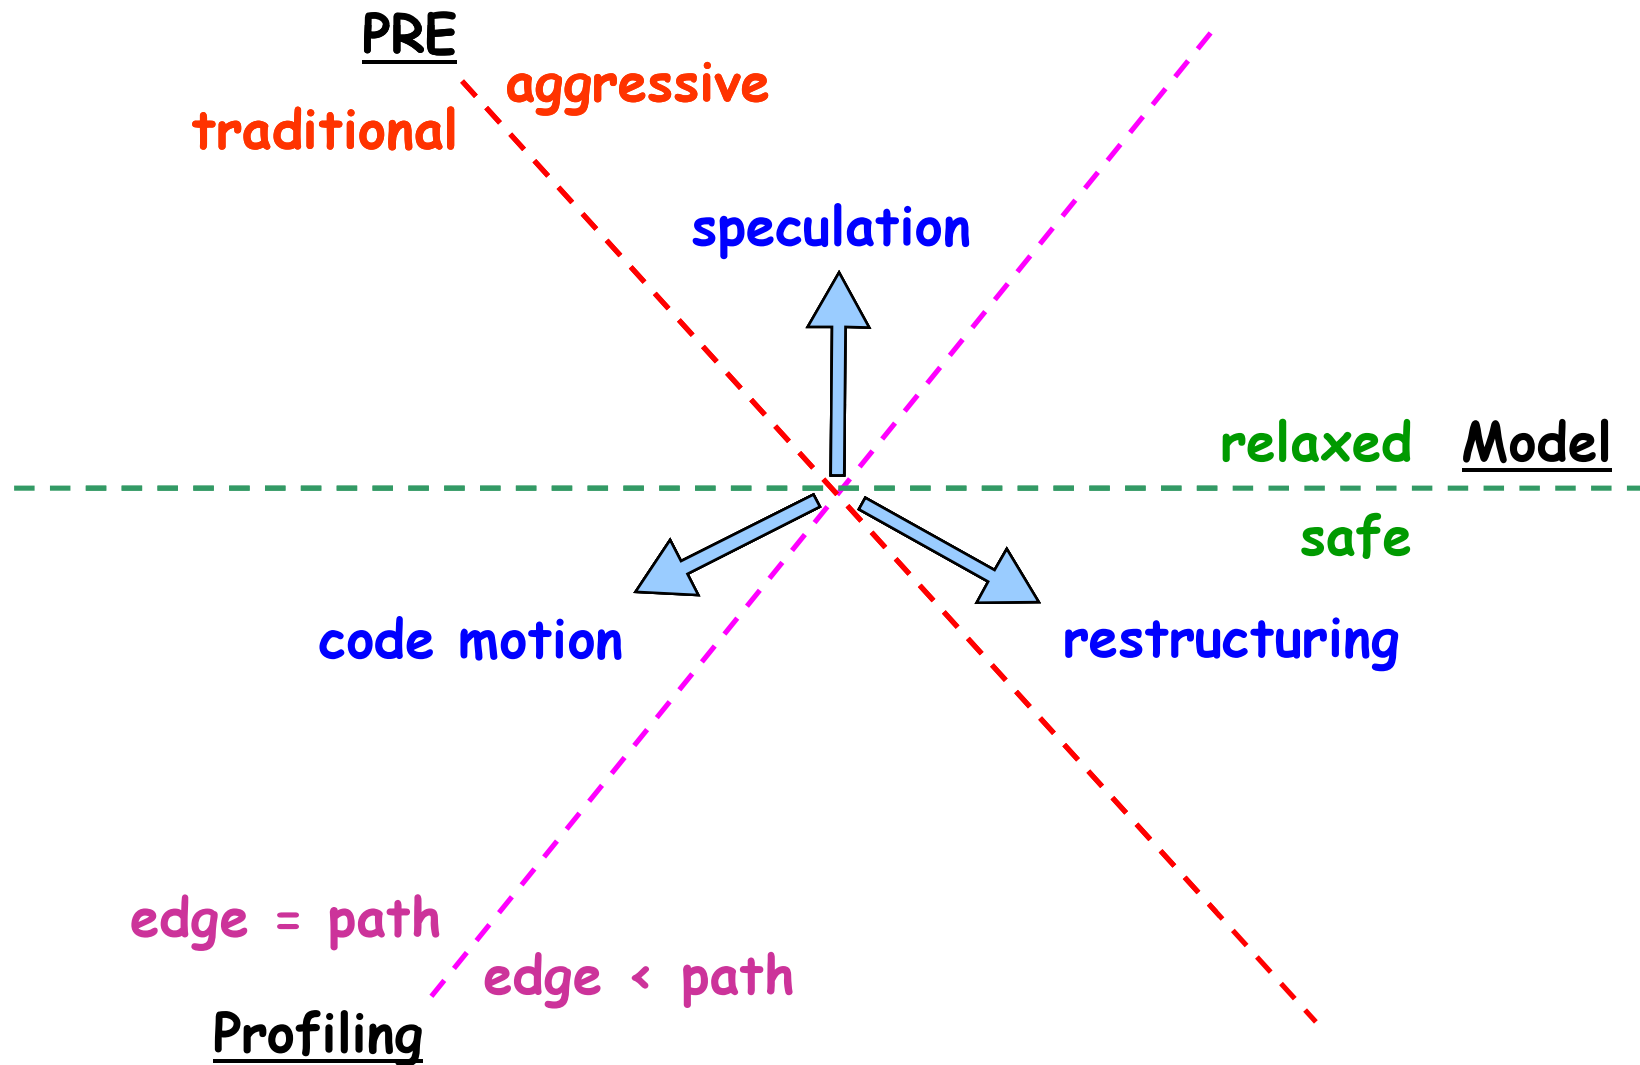 PRE
aggressive
traditional
speculation
relaxed Model
safe
code motion
restructuring
edge = path
edge < path
Profiling